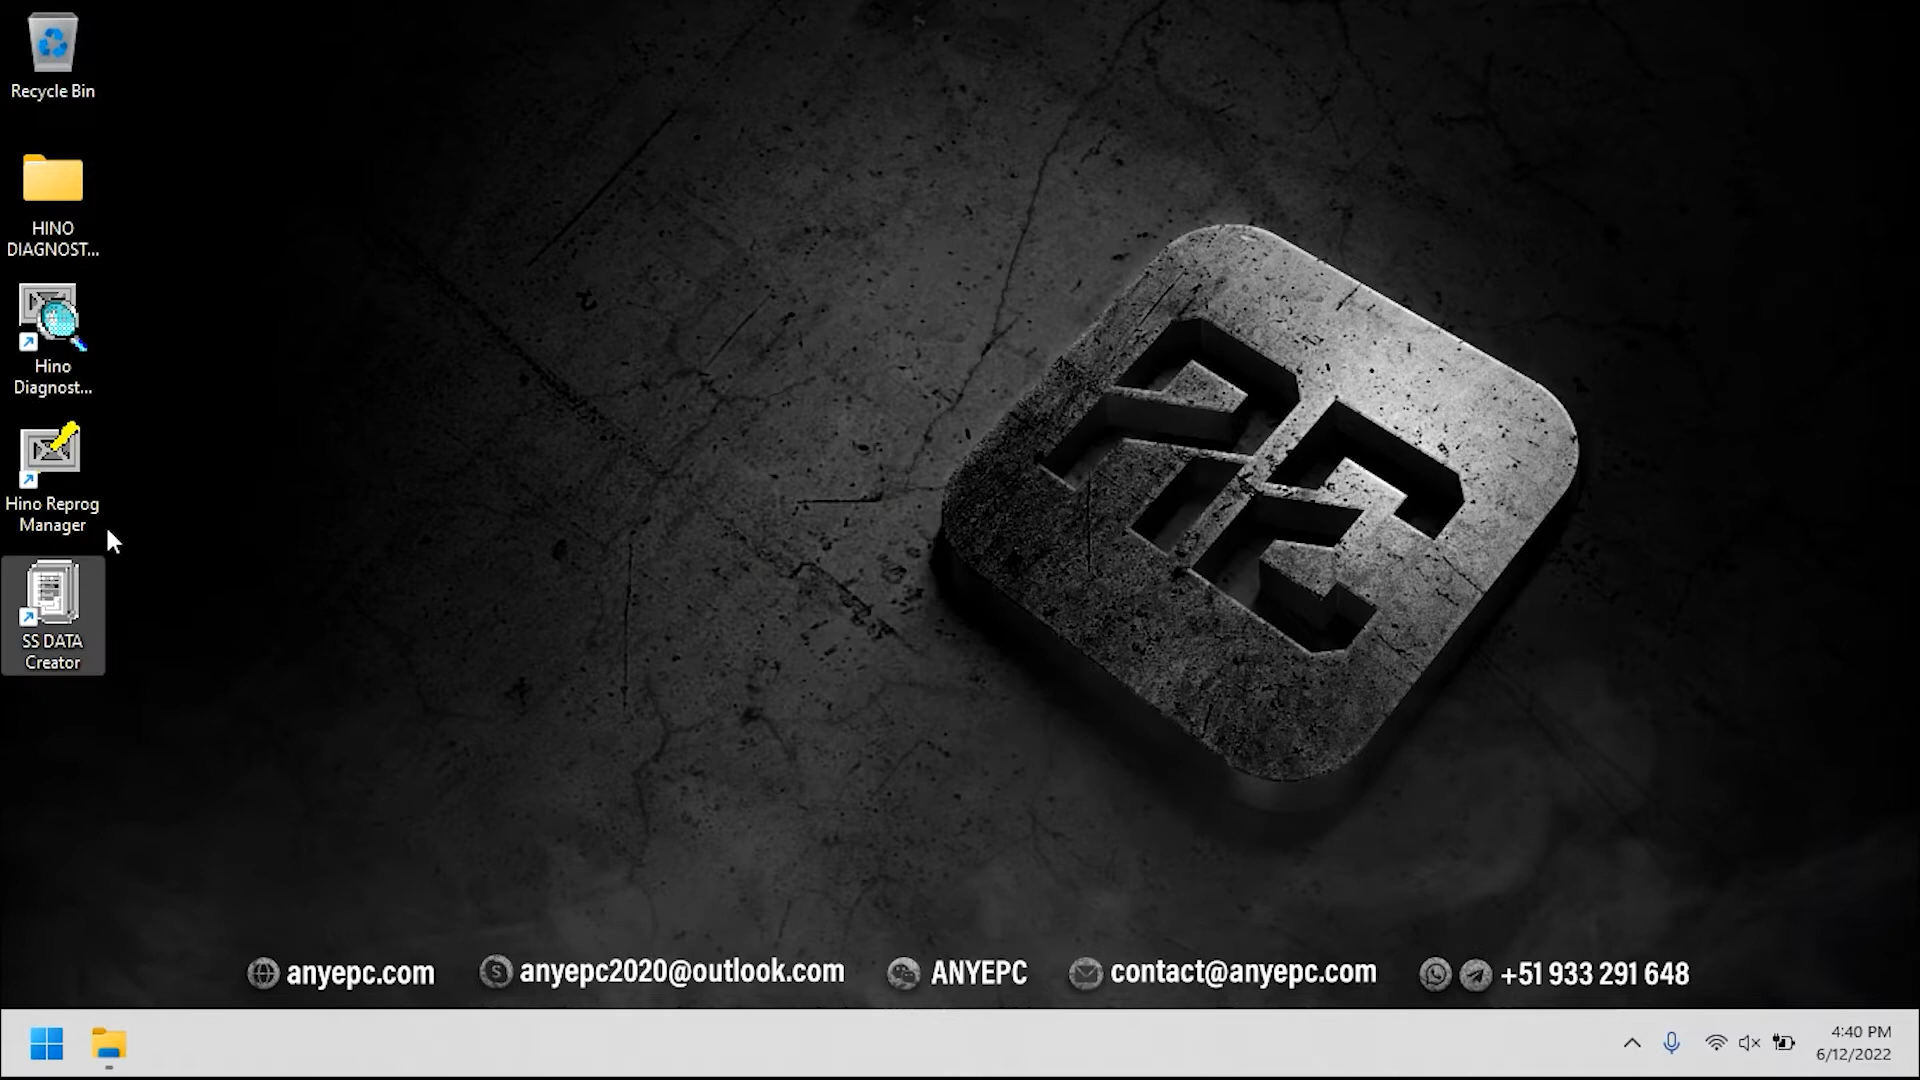 Recycle Bin
HINO
DIAGNOST...
Hino
Diagnost...
Hino Reprog
Manager
SS DATA
Creator
anyepc.com
anyepc2020@outlook.com
ANYEPC
contact@anyepc.com
+51 933 291 648
4:40 PM
6/12/2022